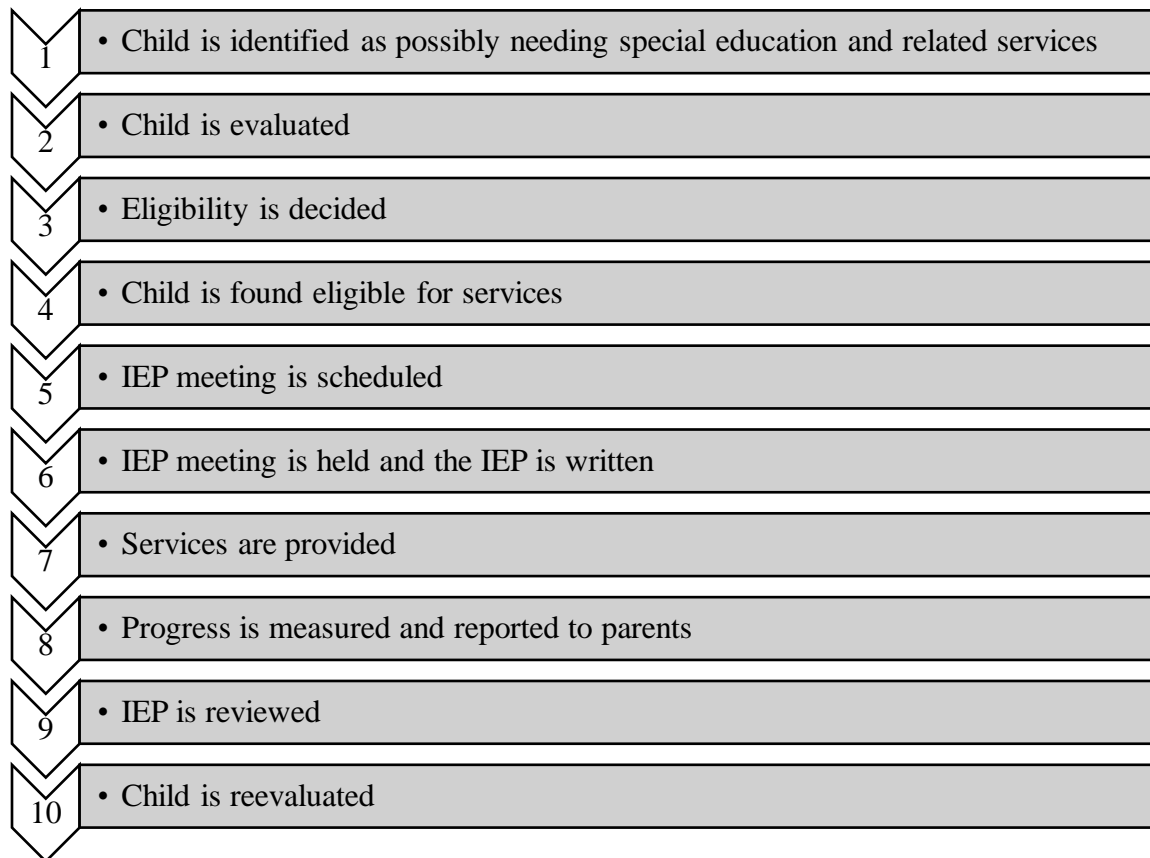 1 • Child is identified as possibly needing special education and related services
2 • Child is evaluated
3 • Eligibility is decided
4 • Child is found eligible for services
5 • IEP meeting is scheduled
6 • IEP meeting is held and the IEP is written
7 • Services are provided
8 • Progress is measured and reported to parents
9 • IEP is reviewed
10 • Child is reevaluated